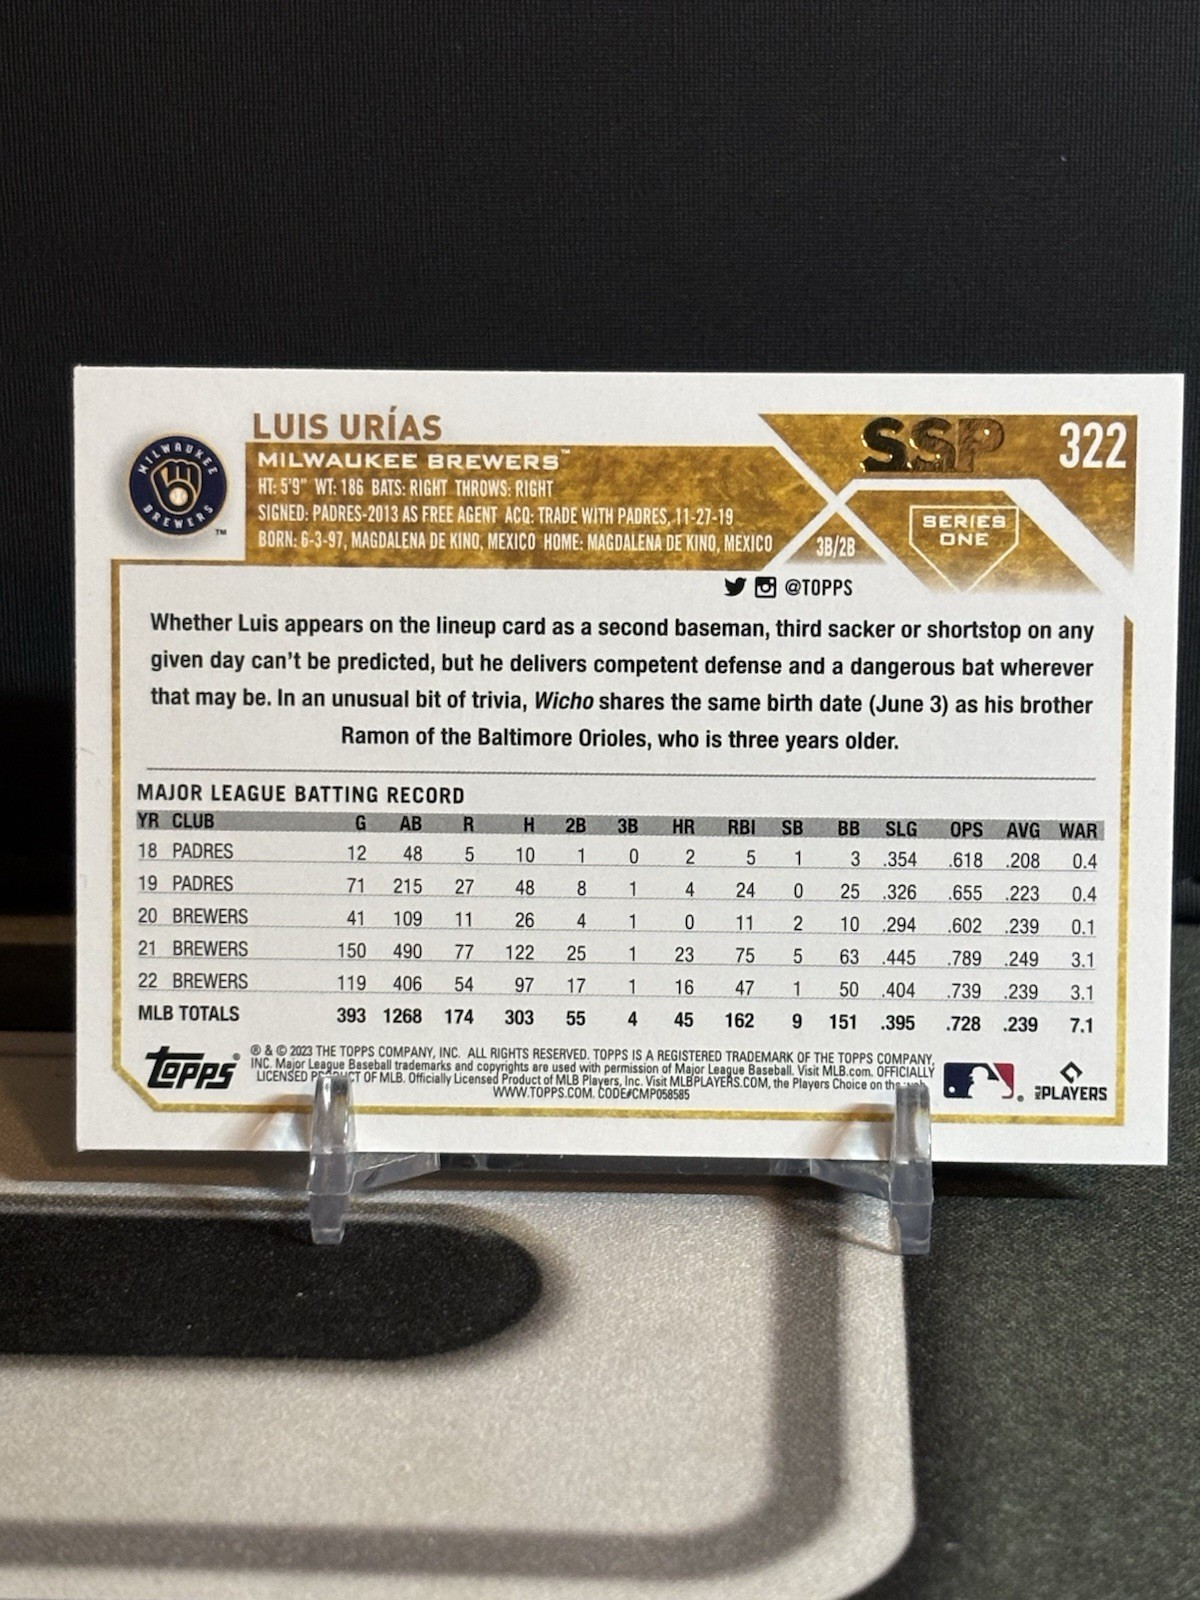 MILWAUKEE
BREWERS
™
LUIS URÍAS
MILWAUKEE BREWERS™
HT: 5'9" WT: 186 BATS: RIGHT THROWS: RIGHT
SIGNED: PADRES-2013 AS FREE AGENT ACQ: TRADE WITH PADRES, 11-27-19
BORN: 6-3-97, MAGDALENA DE KINO, MEXICO HOME: MAGDALENA DE KINO, MEXICO
SSP
322
SERIES
ONE
3B/2B
@TOPPS
Whether Luis appears on the lineup card as a second baseman, third sacker or shortstop on any
given day can't be predicted, but he delivers competent defense and a dangerous bat wherever
that may be. In an unusual bit of trivia, Wicho shares the same birth date (June 3) as his brother
Ramon of the Baltimore Orioles, who is three years older.
MAJOR LEAGUE BATTING RECORD
YR CLUB G AB R H 2B 3B HR RBI SB BB SLG OPS AVG WAR
18 PADRES 12 48 5 10 1 0 2 5 1 3 .354 .618 .208 0.4
19 PADRES 71 215 27 48 8 1 4 24 0 25 .326 .655 .223 0.4
20 BREWERS 41 109 11 26 4 1 0 11 2 10 .294 .602 .239 0.1
21 BREWERS 150 490 77 122 25 1 23 75 5 63 .445 .789 .249 3.1
22 BREWERS 119 406 54 97 17 1 16 47 1 50 .404 .739 .239 3.1
MLB TOTALS 393 1268 174 303 55 4 45 162 9 151 .395 .728 .239 7.1
topps®
® & © 2023 THE TOPPS COMPANY, INC. ALL RIGHTS RESERVED. TOPPS IS A REGISTERED TRADEMARK OF THE TOPPS COMPANY,
INC. Major League Baseball trademarks and copyrights are used with permission of Major League Baseball. Visit MLB.com. OFFICIALLY
LICENSED PRODUCT OF MLB. Officially Licensed Product of MLB Players, Inc. Visit MLBPLAYERS.COM, the Players Choice on the web
WWW.TOPPS.COM. CODE#CMP058585
MLB PLAYERS